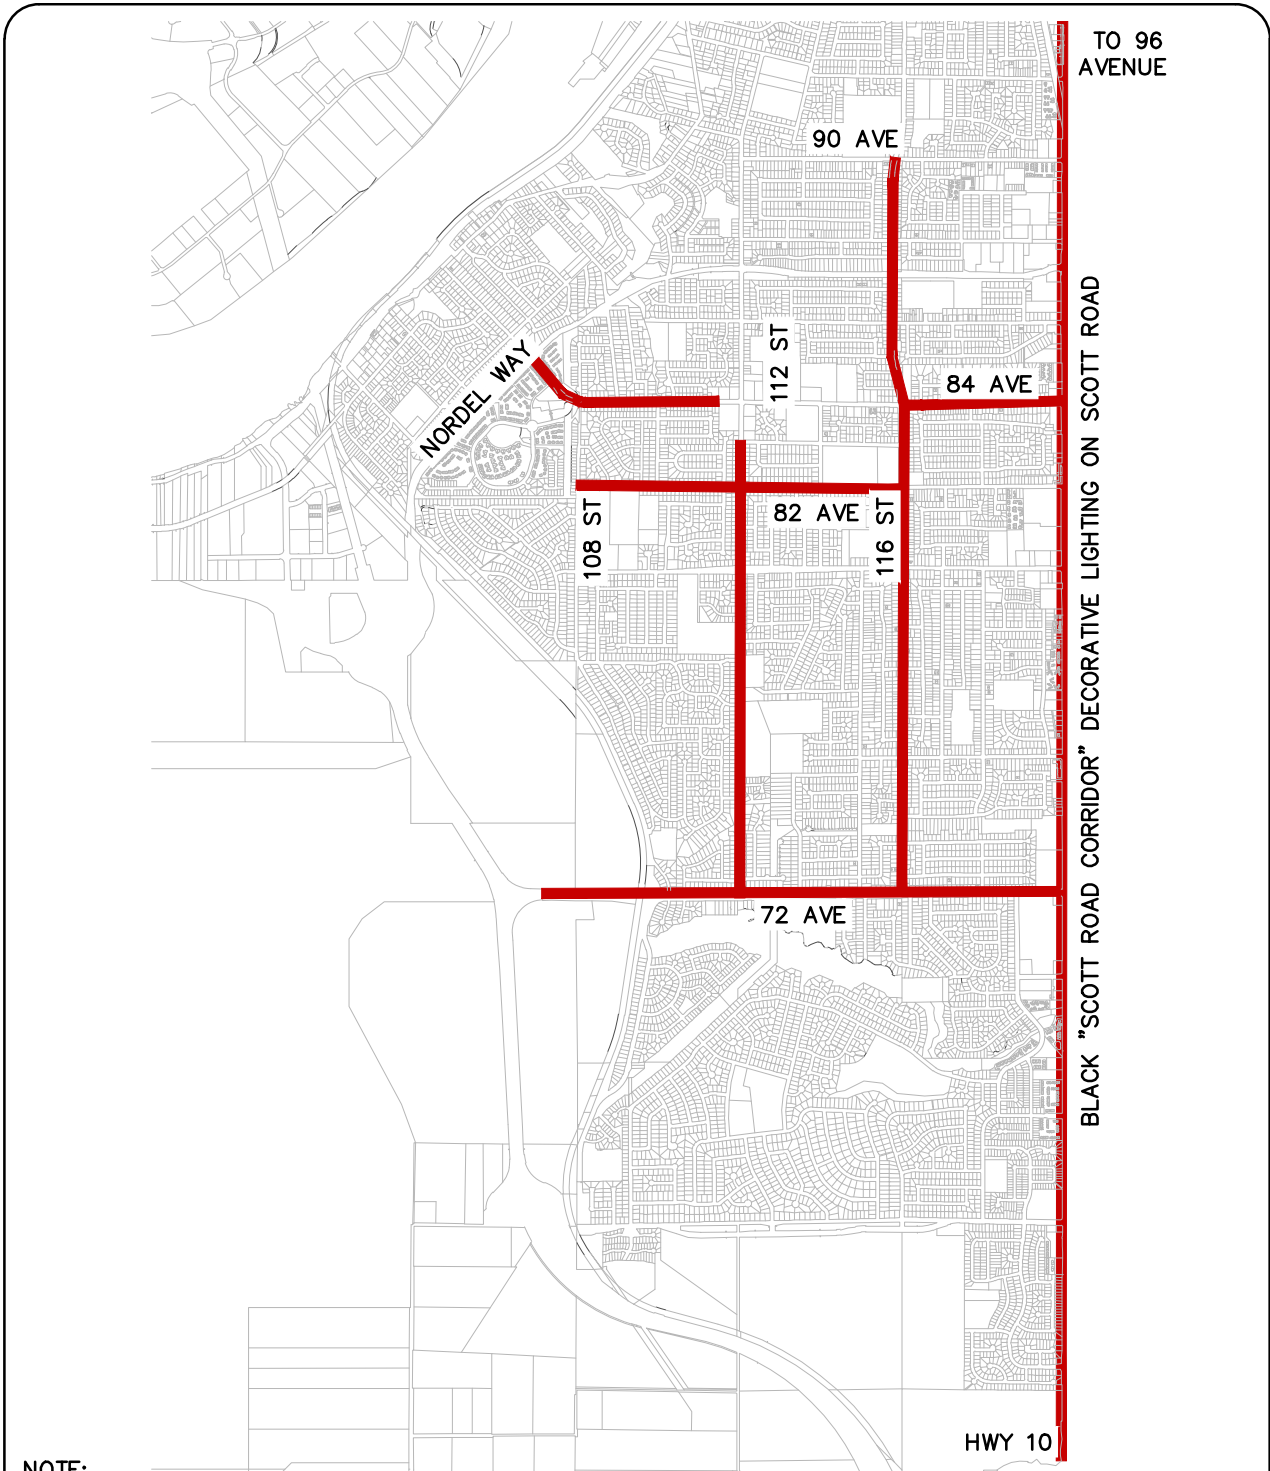 TO 96
AVENUE
90 AVE
112 ST
NORDEL WAY
84 AVE
82 AVE
108 ST
116 ST
BLACK "SCOTT ROAD CORRIDOR" DECORATIVE LIGHTING ON SCOTT ROAD
72 AVE
HWY 10
NOTE: